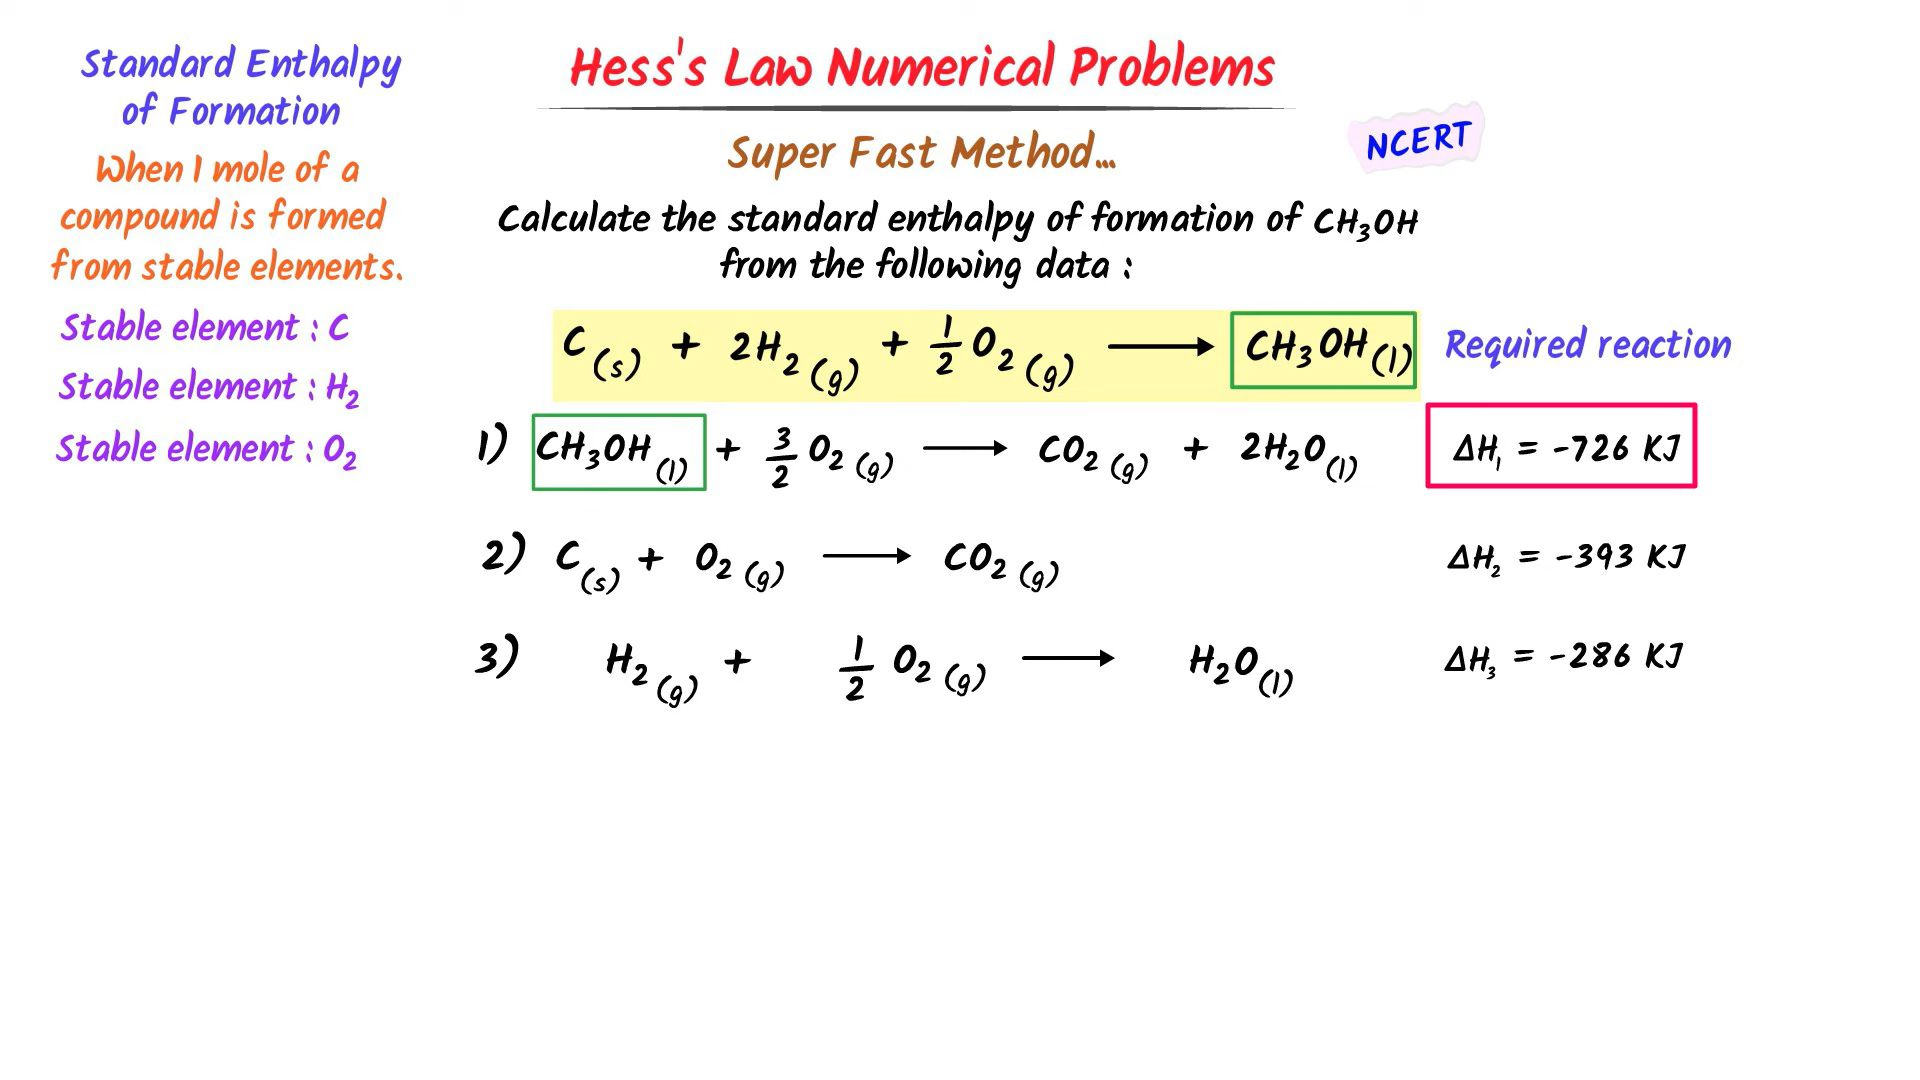 Standard Enthalpy
of Formation
When 1 mole of a
compound is formed
from stable elements.
Stable element : C
Stable element : H₂
Stable element : O₂
Hess's Law Numerical Problems
Super Fast Method...
NCERT
Calculate the standard enthalpy of formation of CH₃OH
from the following data :
C(s) + 2H₂(g) + 1/2 O₂(g) ⟶ CH₃OH(l) Required reaction
1) CH₃OH(l) + 3/2 O₂(g) ⟶ CO₂(g) + 2H₂O(l) ΔH₁ = -726 KJ
2) C(s) + O₂(g) ⟶ CO₂(g) ΔH₂ = -393 KJ
3) H₂(g) + 1/2 O₂(g) ⟶ H₂O(l) ΔH₃ = -286 KJ